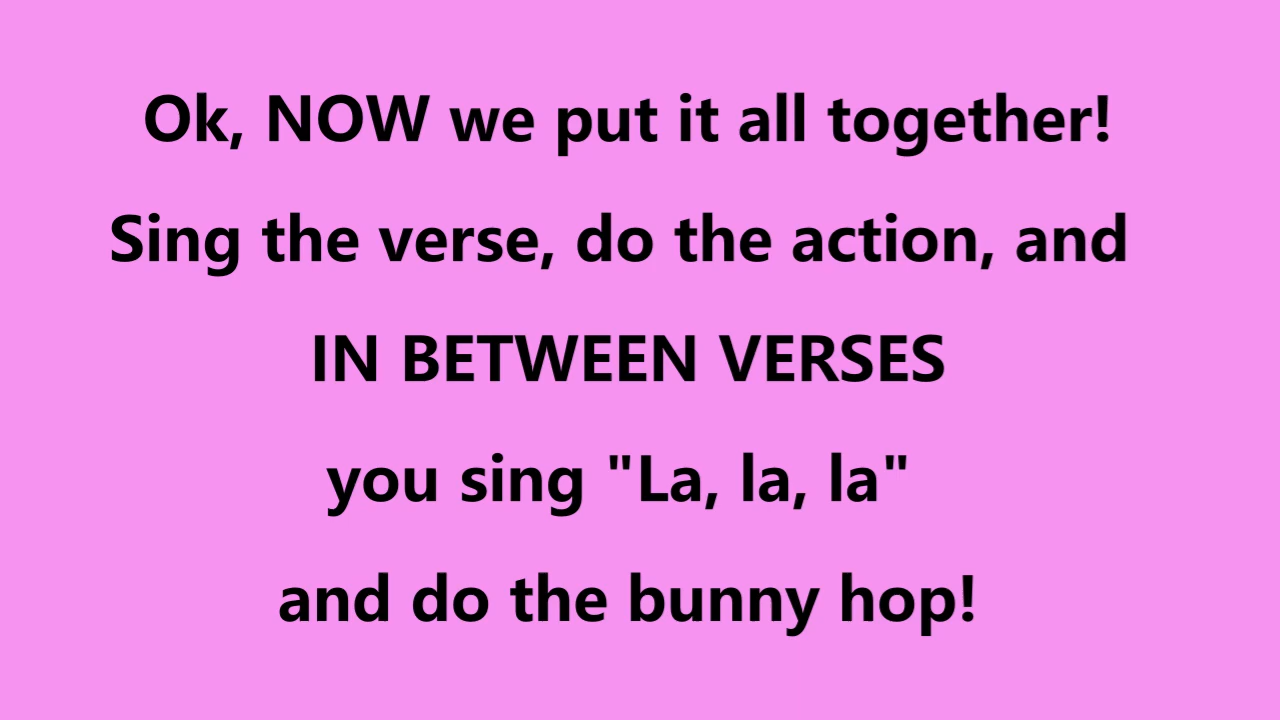 Ok, NOW we put it all together!
Sing the verse, do the action, and
IN BETWEEN VERSES
you sing "La, la, la"
and do the bunny hop!